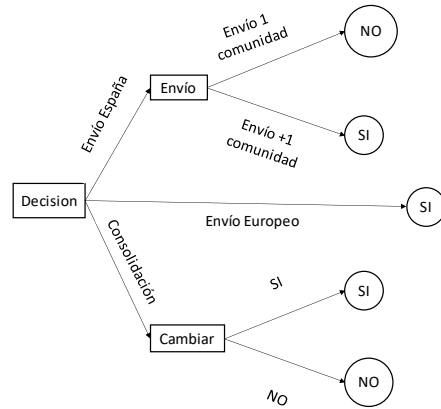 Envío 1
comunidad
NO
Envío
Envío España
Envío +1
comunidad
SI
Decision
SI
Envío Europeo
Consolidación
SI
SI
Cambiar
NO
NO